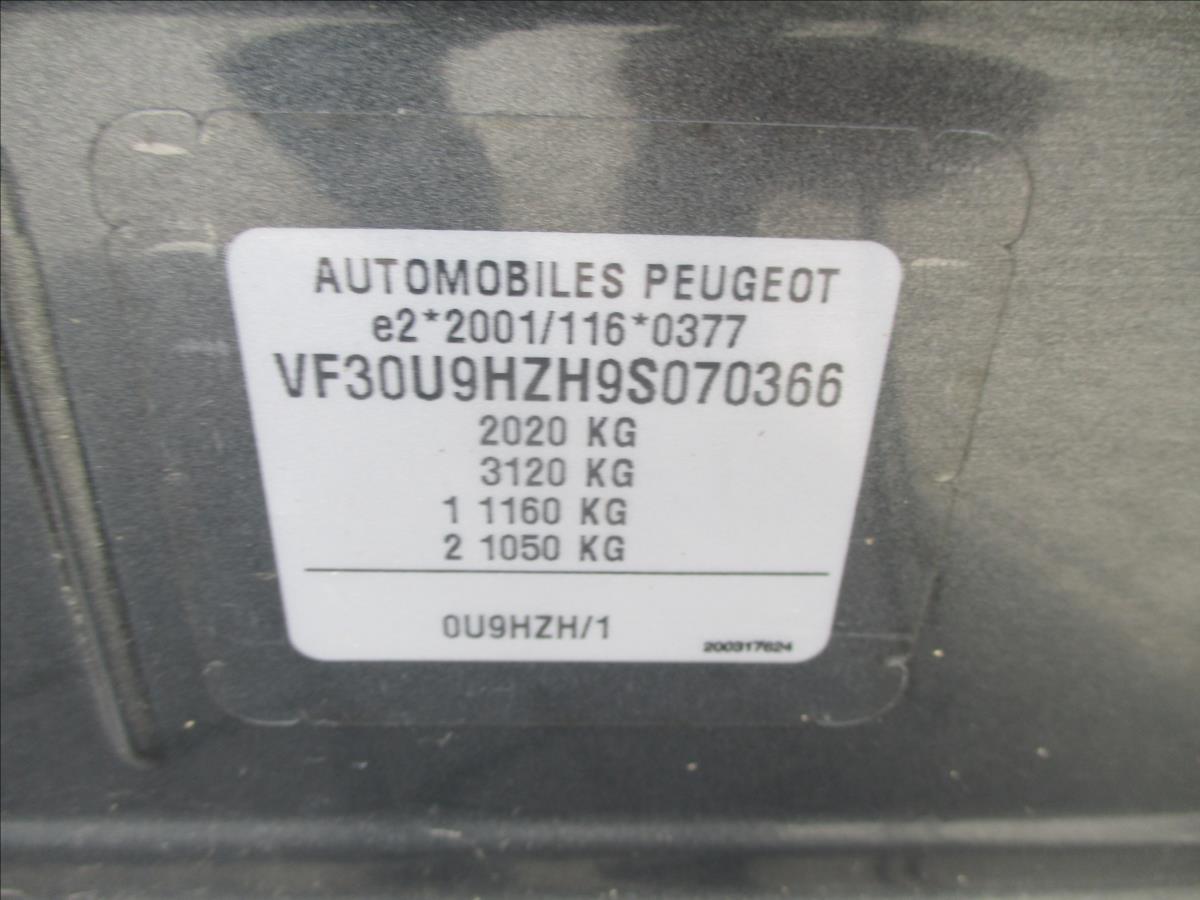 AUTOMOBILES PEUGEOT
e2*2001/116*0377
VF30U9HZH9S070366
2020 KG
3120 KG
1 1160 KG
2 1050 KG
0U9HZH/1
200317624